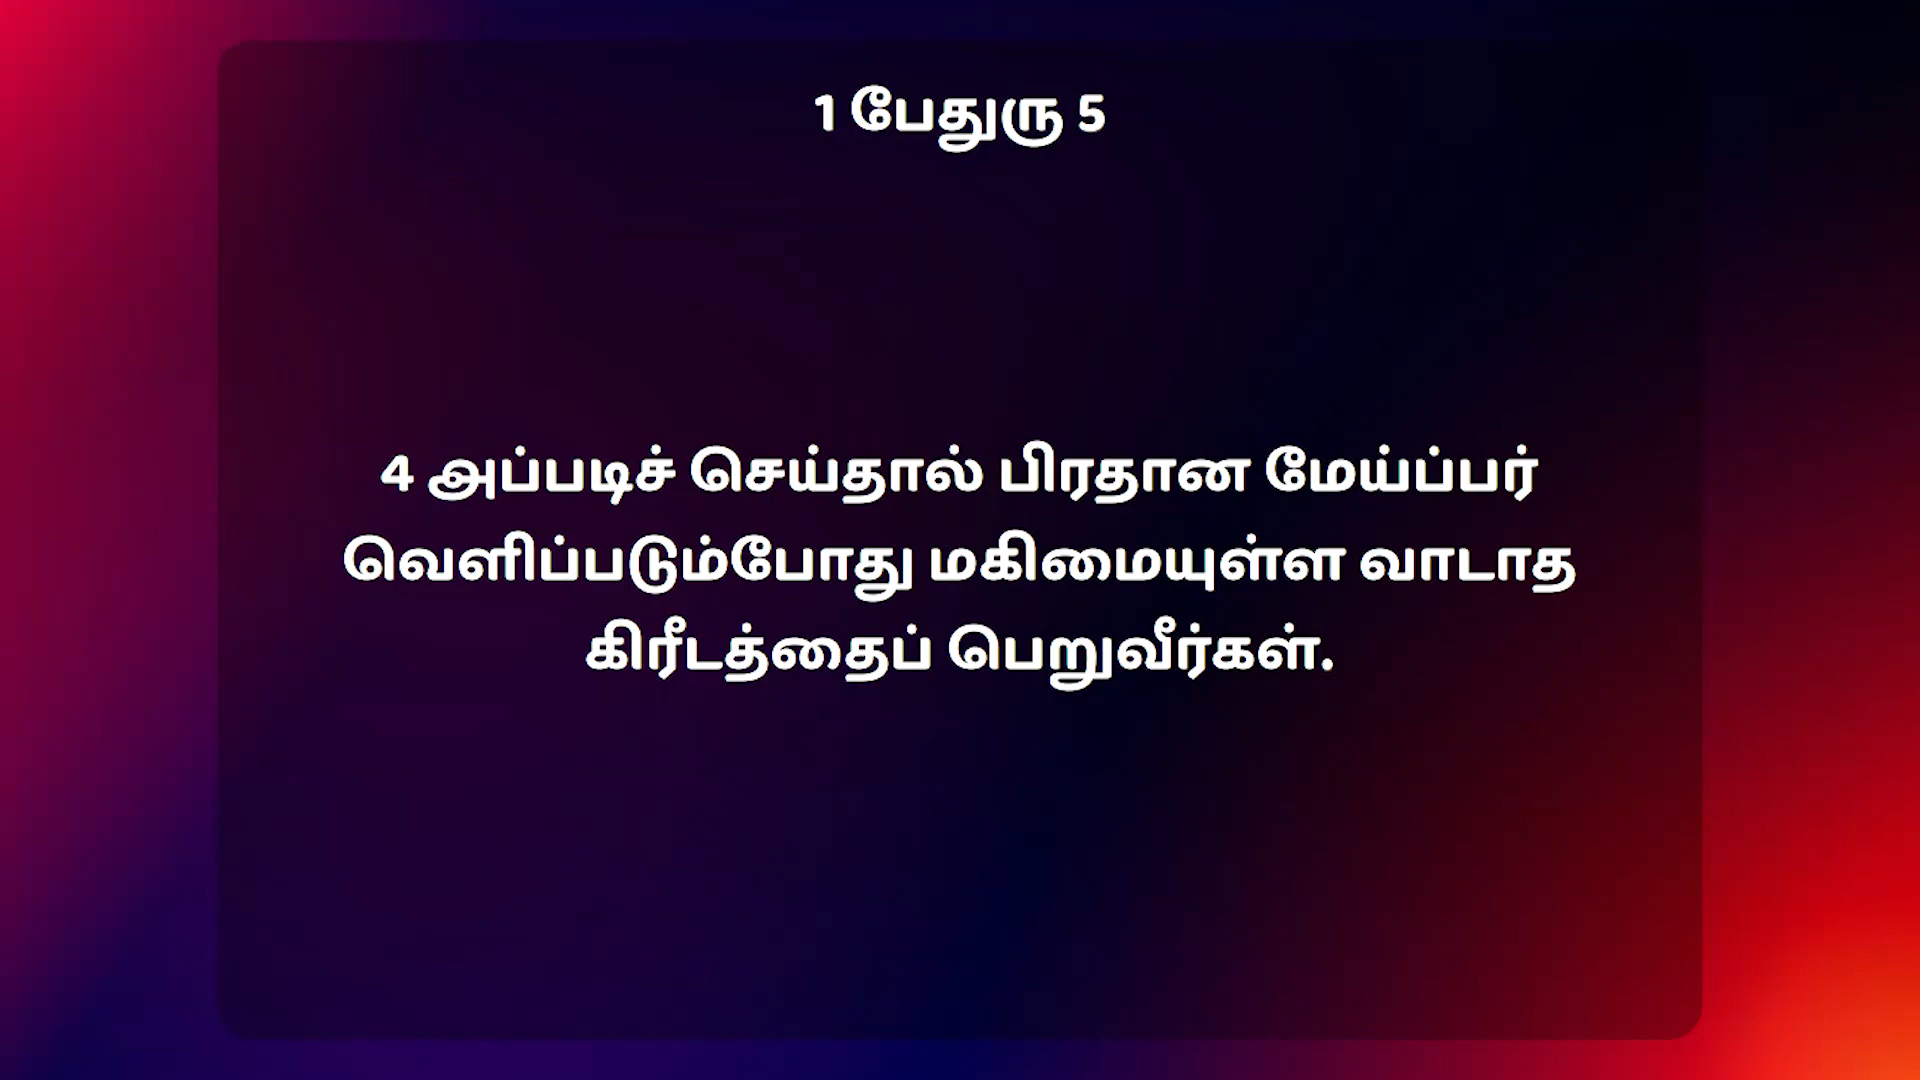 1 பேதுரு 5
4 அப்படிச் செய்தால் பிரதான மேய்ப்பர்
வெளிப்படும்போது மகிமையுள்ள வாடாத
கிரீடத்தைப் பெறுவீர்கள்.